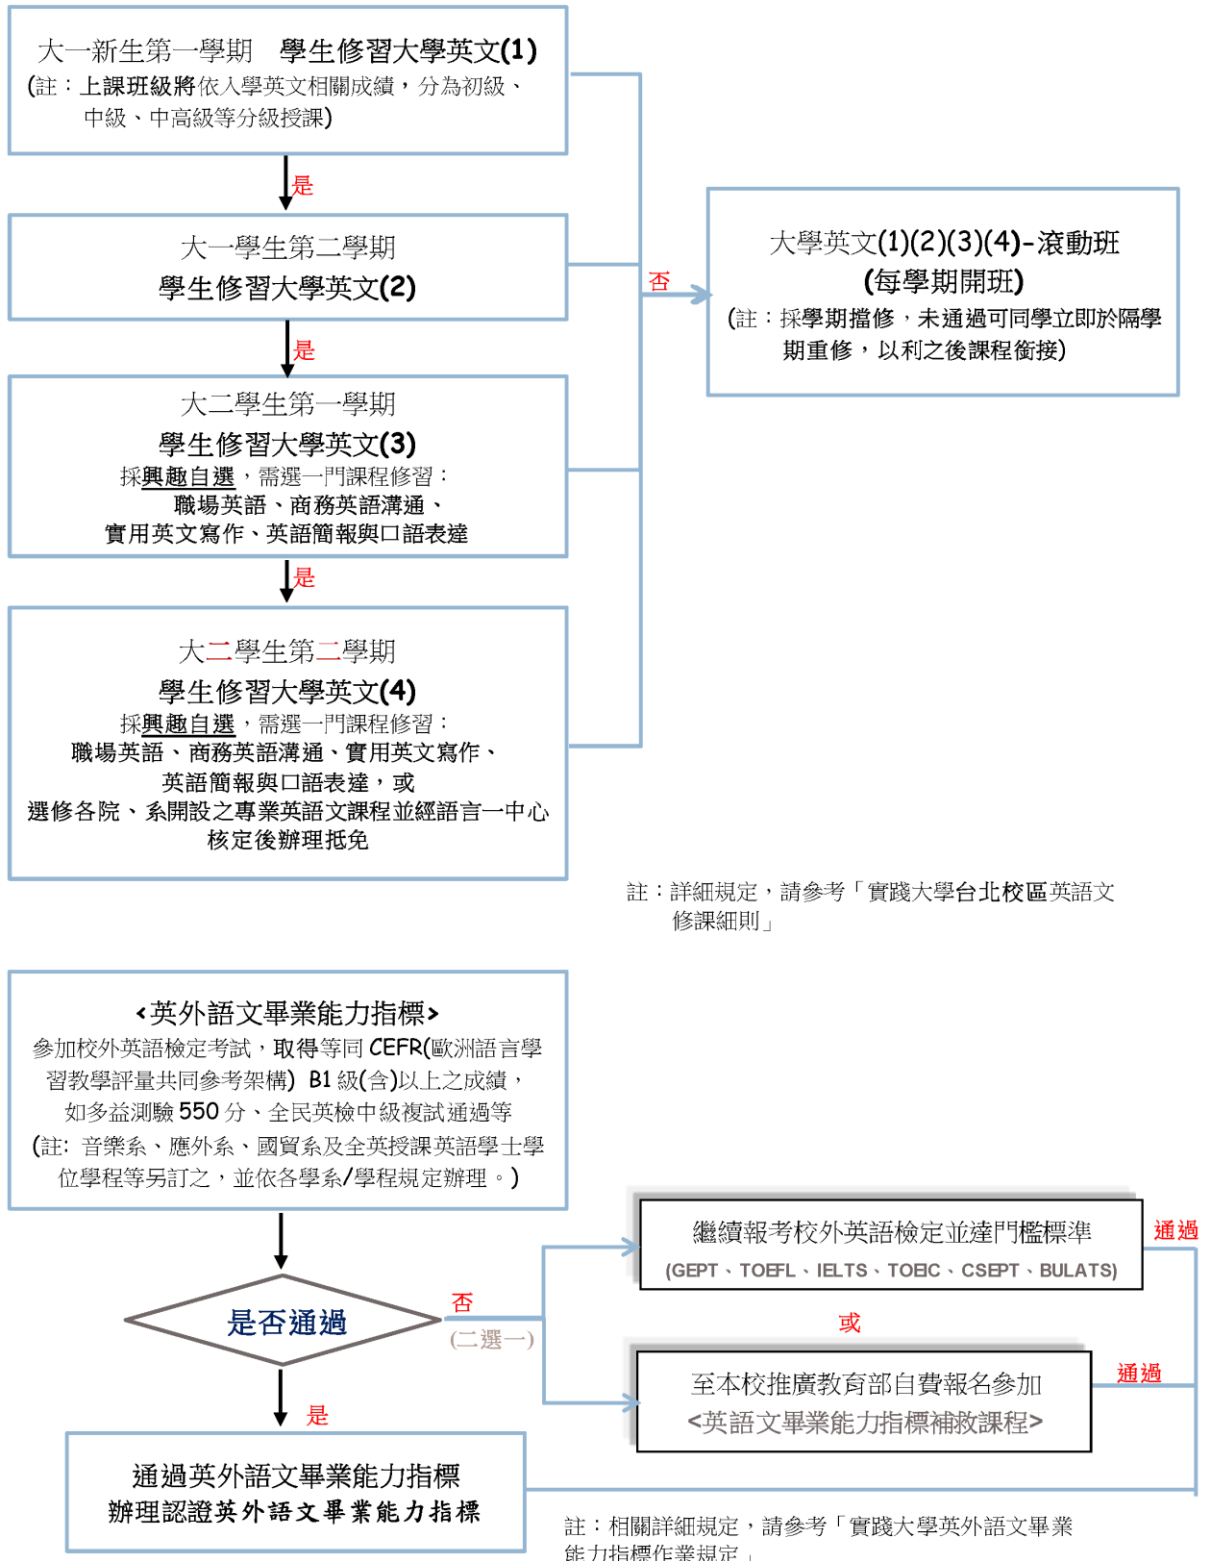 大一新生第一學期　學生修習大學英文(1)
(註：上課班級將依入學英文相關成績，分為初級、
中級、中高級等分級授課)
是
大一學生第二學期
學生修習大學英文(2)
是
大二學生第一學期
學生修習大學英文(3)
採興趣自選，需選一門課程修習：
職場英語、商務英語溝通、
實用英文寫作、英語簡報與口語表達
是
大二學生第二學期
學生修習大學英文(4)
採興趣自選，需選一門課程修習：
職場英語、商務英語溝通、實用英文寫作、
英語簡報與口語表達，或
選修各院、系開設之專業英語文課程並經語言一中心
核定後辦理抵免
否
大學英文(1)(2)(3)(4)-滾動班
(每學期開班)
(註：採學期擋修，未通過可同學立即於隔學
期重修，以利之後課程銜接)
註：詳細規定，請參考「實踐大學台北校區英語文
修課細則」
<英外語文畢業能力指標>
參加校外英語檢定考試，取得等同 CEFR(歐洲語言學
習教學評量共同參考架構) B1 級(含)以上之成績，
如多益測驗 550 分、全民英檢中級複試通過等
(註: 音樂系、應外系、國貿系及全英授課英語學士學
位學程等另訂之，並依各學系/學程規定辦理。)
是否通過
否
(二選一)
繼續報考校外英語檢定並達門檻標準
(GEPT、TOEFL、IELTS、TOEIC、CSEPT、BULATS)
通過
或
至本校推廣教育部自費報名參加
<英語文畢業能力指標補救課程>
通過
是
通過英外語文畢業能力指標
辦理認證英外語文畢業能力指標
註：相關詳細規定，請參考「實踐大學英外語文畢業
能力指標作業規定」